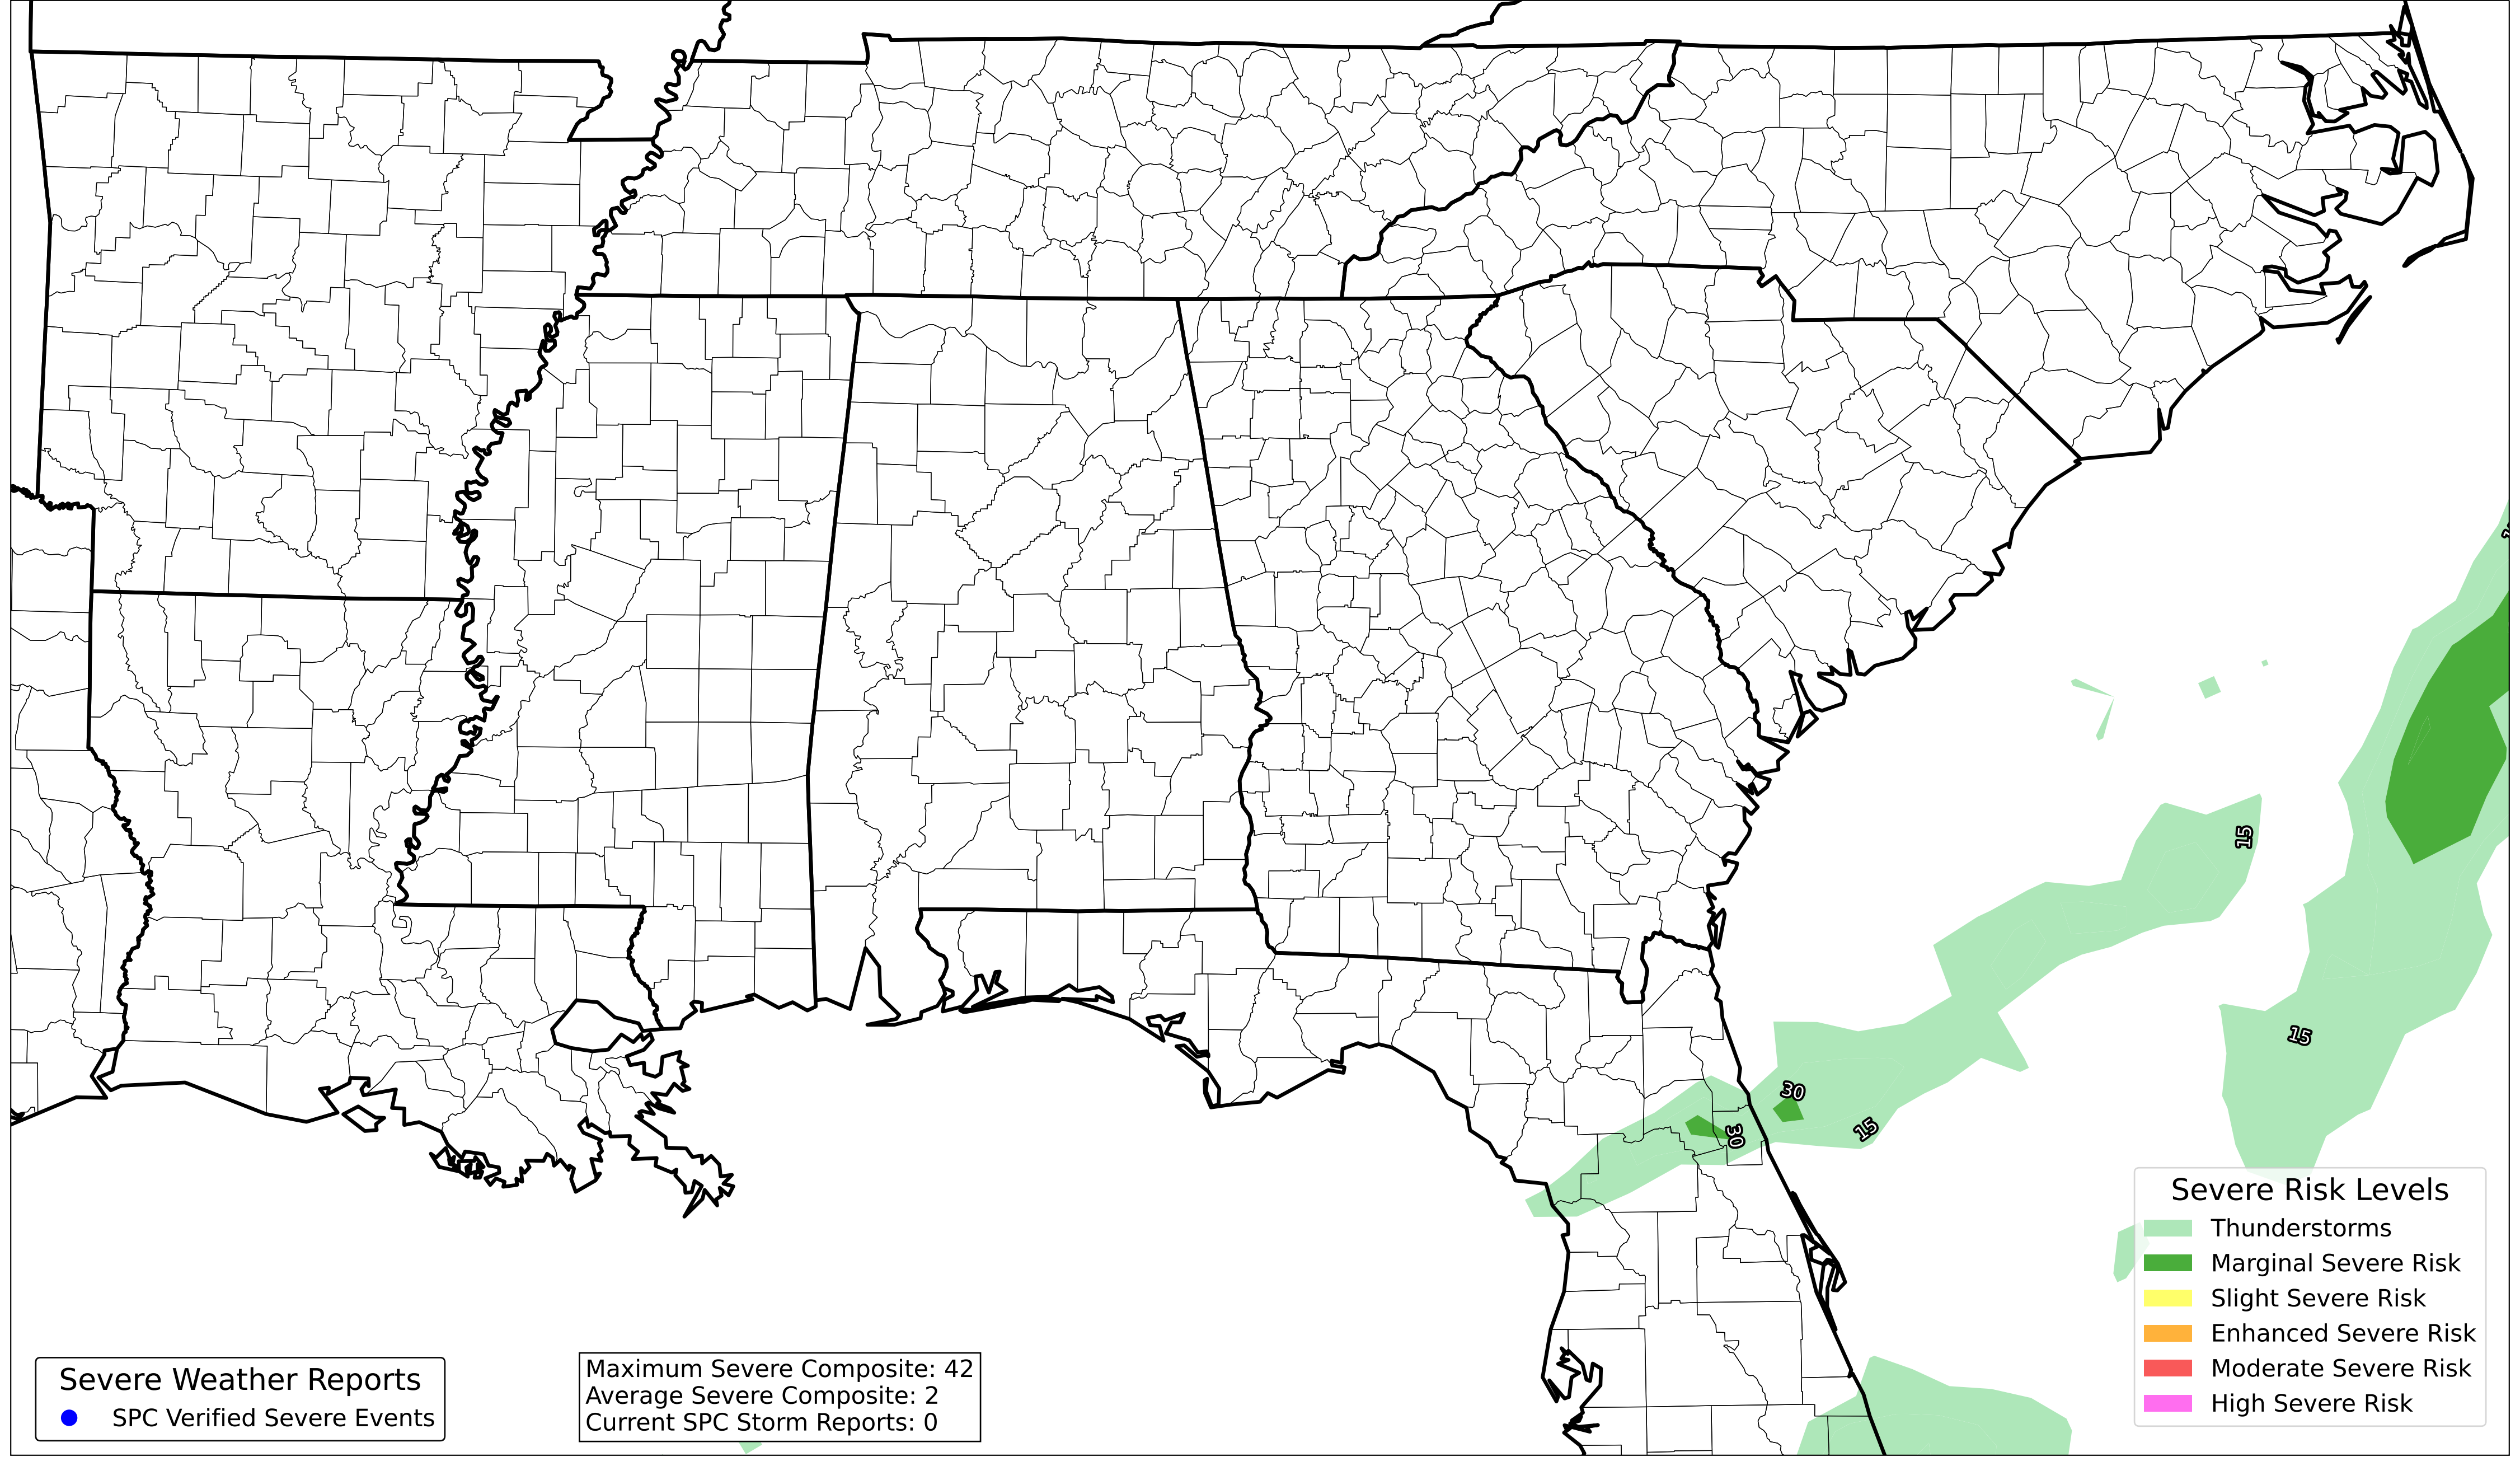 15
30
15
30
15
Severe Risk Levels
Thunderstorms
Marginal Severe Risk
Slight Severe Risk
Enhanced Severe Risk
Moderate Severe Risk
High Severe Risk
Severe Weather Reports
SPC Verified Severe Events
Maximum Severe Composite: 42
Average Severe Composite: 2
Current SPC Storm Reports: 0